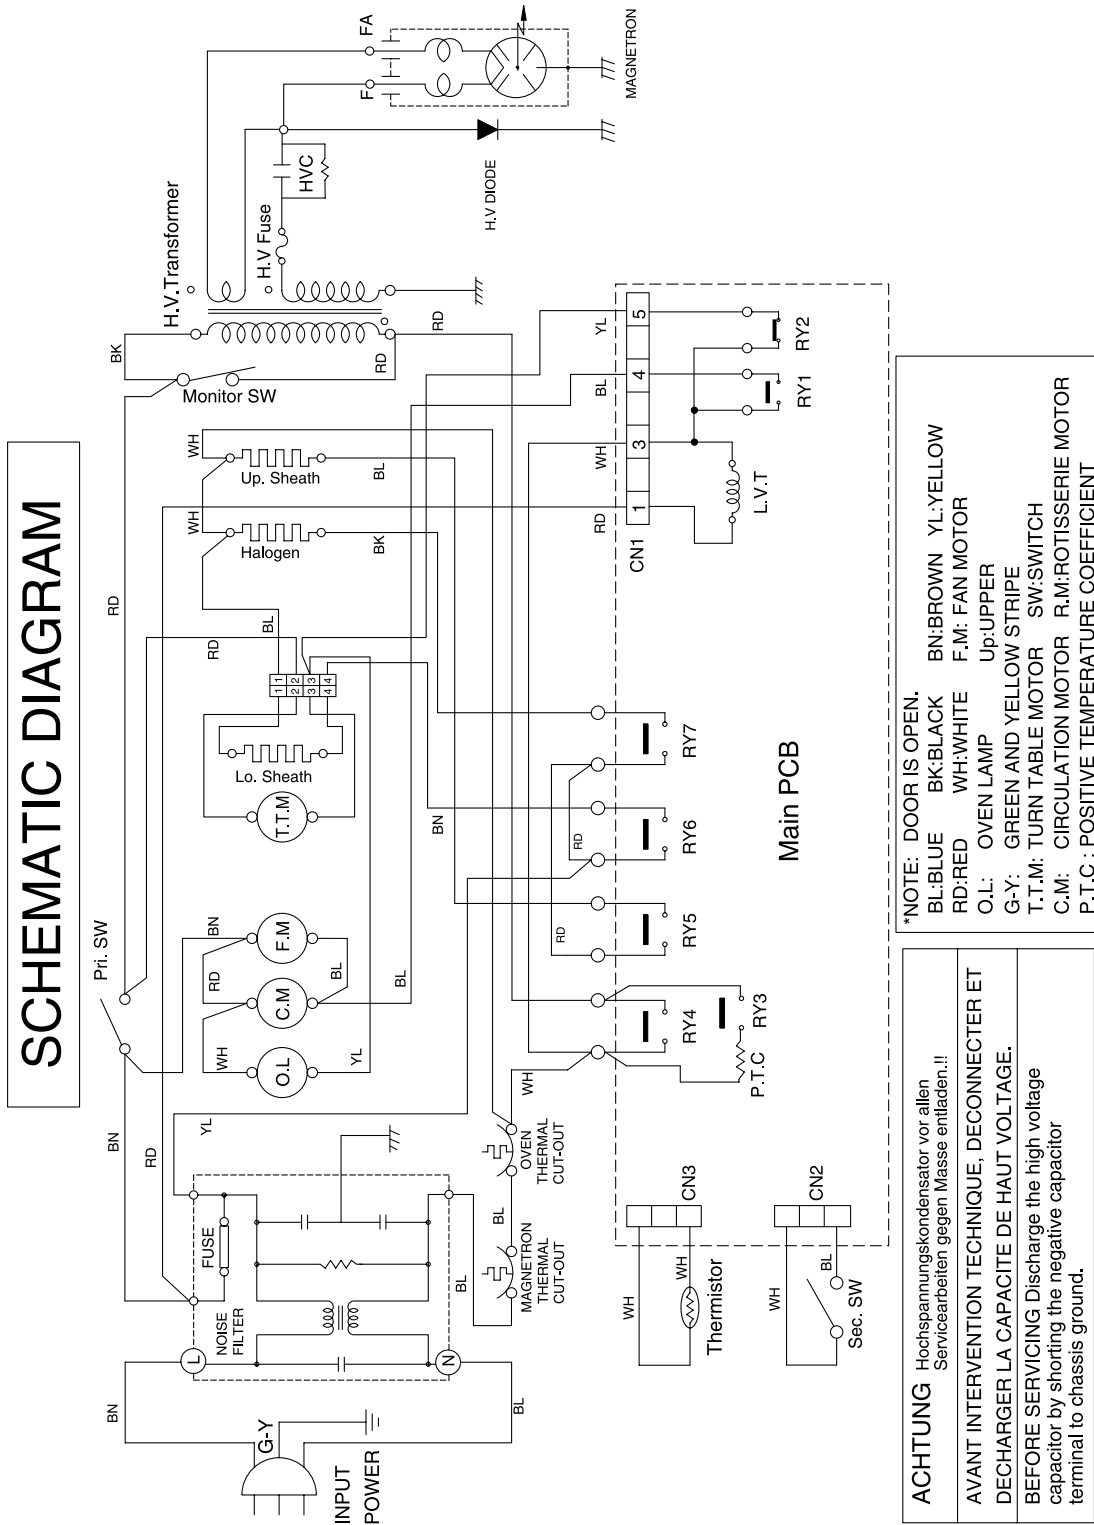 SCHEMATIC DIAGRAM
INPUT
POWER
G-Y
BN
BL
L
N
NOISE
FILTER
FUSE
BN
RD
YL
BL
MAGNETRON
THERMAL
CUT-OUT
BL
OVEN
THERMAL
CUT-OUT
WH
Pri. SW
O.L
C.M
F.M
WH
RD
BN
YL
BL
BL
T.T.M
Lo. Sheath
1 1
2 2
3 3
4 4
BL
RD
RD
BN
Halogen
WH
BK
Up. Sheath
WH
BL
Monitor SW
BK
RD
RD
H.V.Transformer
H.V Fuse
HVC
H.V DIODE
F
FA
MAGNETRON
Main PCB
CN1
1
3
4
5
RD
WH
BL
YL
L.V.T
RY1
RY2
RY7
RY6
RY5
RY4
RY3
P.T.C
RD
RD
CN3
WH
WH
Thermistor
CN2
WH
BL
Sec. SW
ACHTUNG Hochspannungskondensator vor allen
Servicearbeiten gegen Masse entladen.!!
AVANT INTERVENTION TECHNIQUE, DECONNECTER ET
DECHARGER LA CAPACITE DE HAUT VOLTAGE.
BEFORE SERVICING Discharge the high voltage
capacitor by shorting the negative capacitor
terminal to chassis ground.
*NOTE: DOOR IS OPEN.
BL:BLUE BK:BLACK BN:BROWN YL:YELLOW
RD:RED WH:WHITE F.M: FAN MOTOR
O.L: OVEN LAMP Up:UPPER
G-Y: GREEN AND YELLOW STRIPE
T.T.M: TURN TABLE MOTOR SW:SWITCH
C.M: CIRCULATION MOTOR R.M:ROTISSERIE MOTOR
P.T.C : POSITIVE TEMPERATURE COEFFICIENT